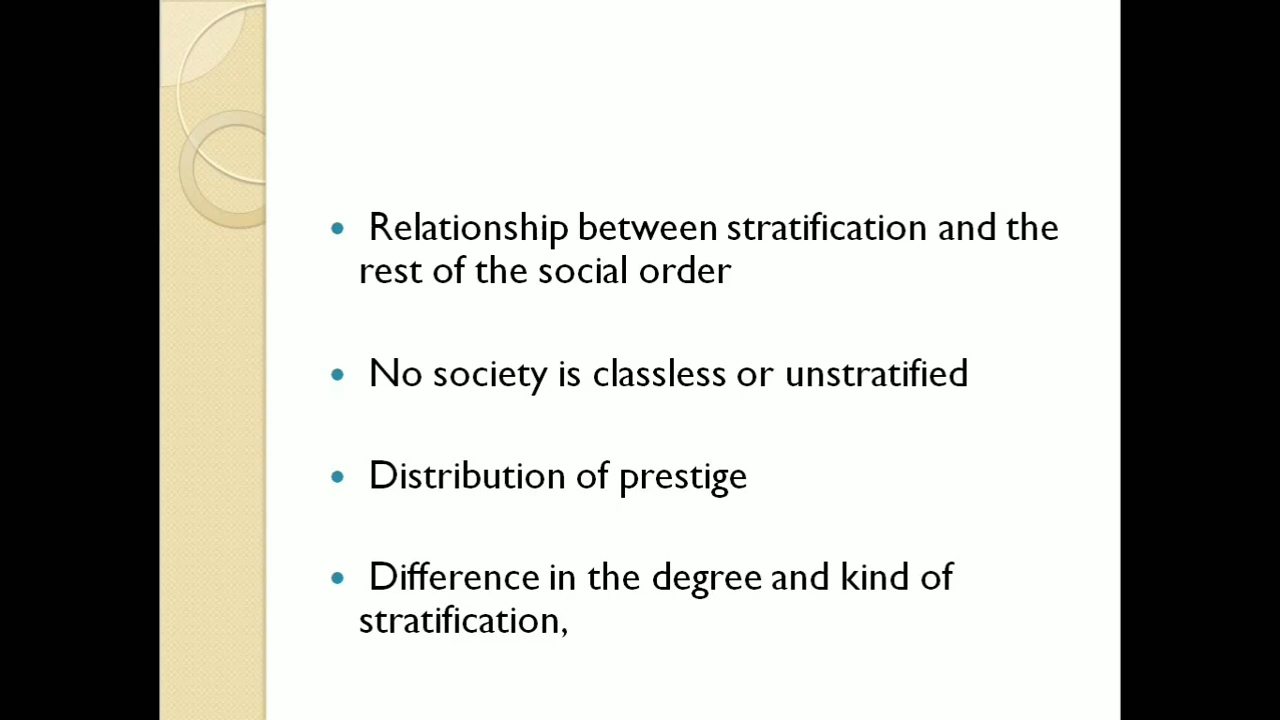 • Relationship between stratification and the
rest of the social order
• No society is classless or unstratified
• Distribution of prestige
• Difference in the degree and kind of
stratification,